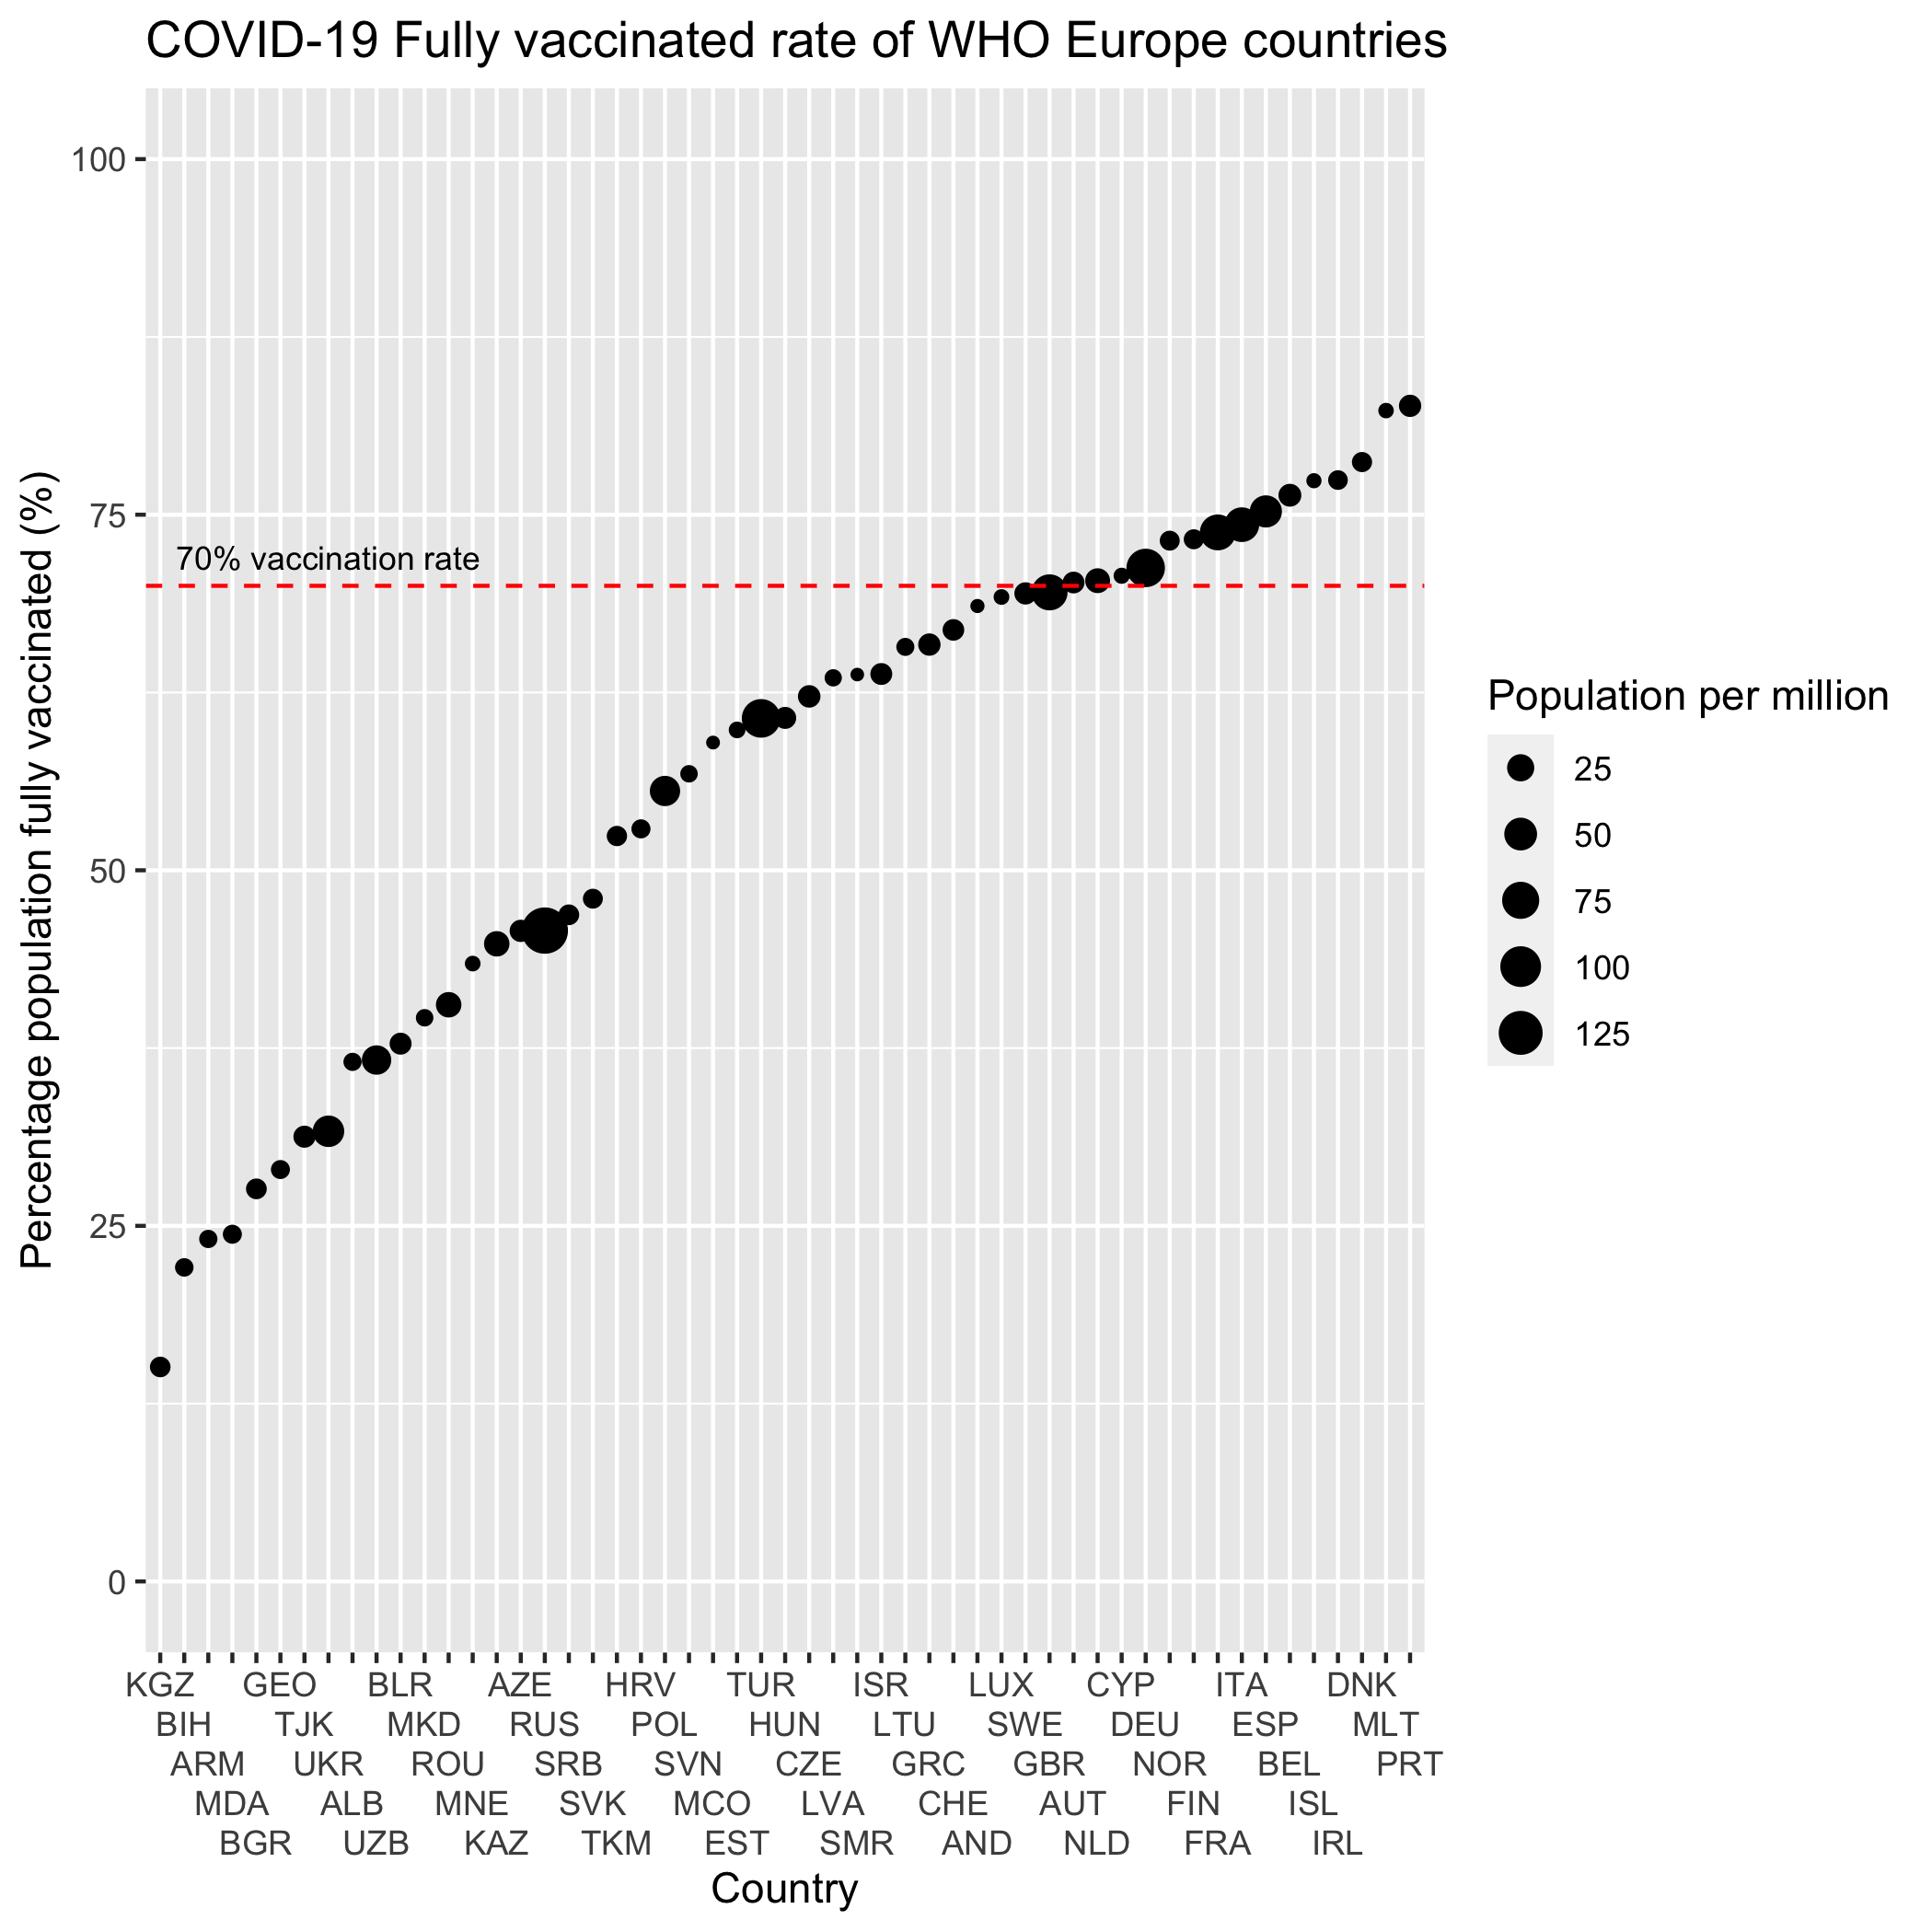 COVID-19 Fully vaccinated rate of WHO Europe countries
Percentage population fully vaccinated (%)
100
75
50
25
0
70% vaccination rate
KGZ GEO BLR AZE HRV TUR ISR LUX CYP ITA DNK
BIH TJK MKD RUS POL HUN LTU SWE DEU ESP MLT
ARM UKR ROU SRB SVN CZE GRC GBR NOR BEL PRT
MDA ALB MNE SVK MCO LVA CHE AUT FIN ISL
BGR UZB KAZ TKM EST SMR AND NLD FRA IRL
Country
Population per million
25
50
75
100
125